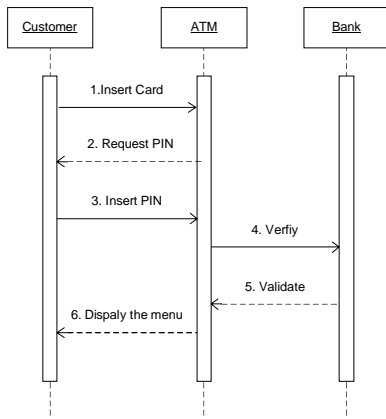 Customer
ATM
Bank
1.Insert Card
2. Request PIN
3. Insert PIN
4. Verfiy
5. Validate
6. Dispaly the menu